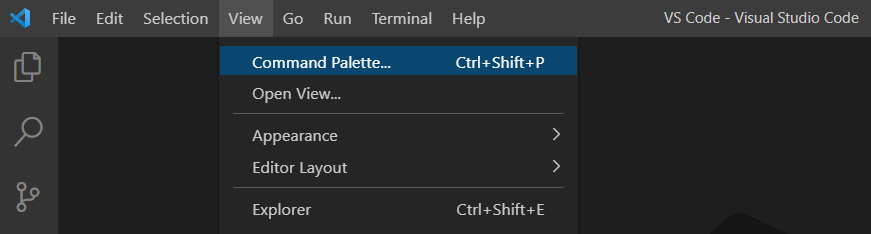 File Edit Selection View Go Run Terminal Help VS Code - Visual Studio Code
Command Palette... Ctrl+Shift+P
Open View...
Appearance
Editor Layout
Explorer Ctrl+Shift+E